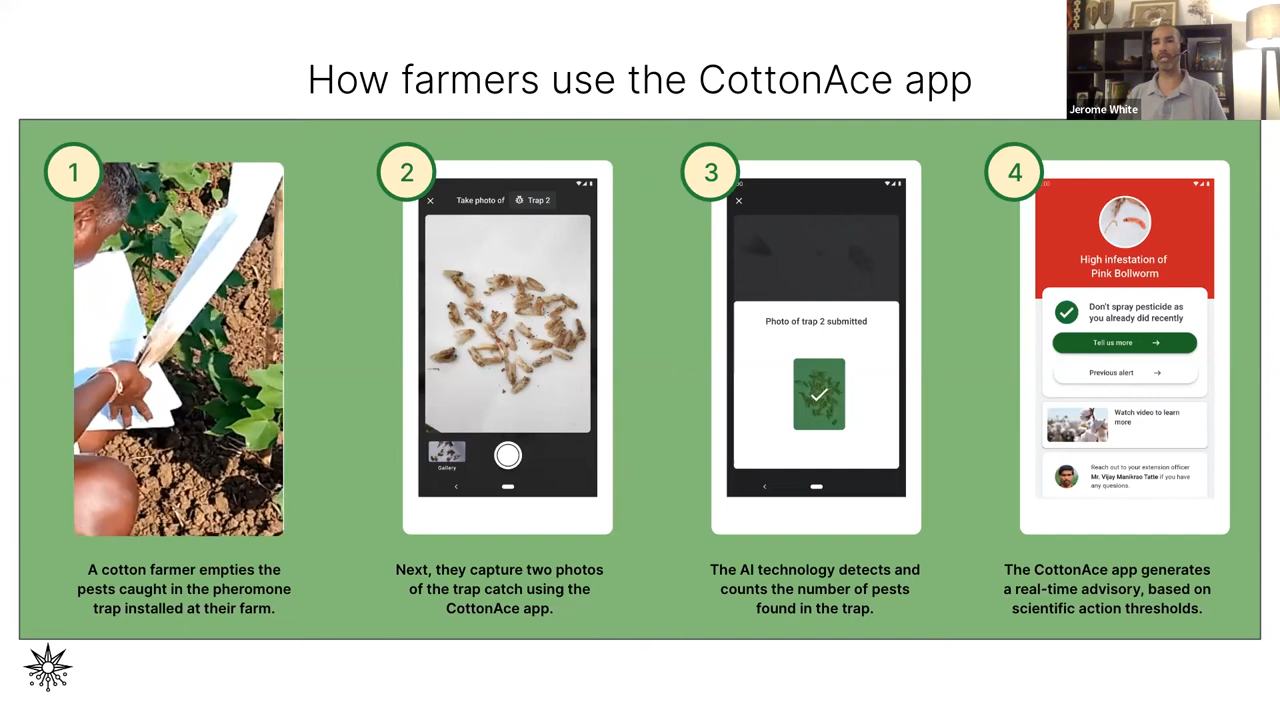 How farmers use the CottonAce app
Jerome White
1
A cotton farmer empties the
pests caught in the pheromone
trap installed at their farm.
2
Take photo of
Trap 2
Gallery
Next, they capture two photos
of the trap catch using the
CottonAce app.
3
Photo of trap 2 submitted
The AI technology detects and
counts the number of pests
found in the trap.
4
High infestation of
Pink Bollworm
Don't spray pesticide as
you already did recently
Tell us more
Previous alert
Watch video to learn
more
Reach out to your extension officer
Mr. Vijay Manikrao Tatte if you have
any quesions.
The CottonAce app generates
a real-time advisory, based on
scientific action thresholds.